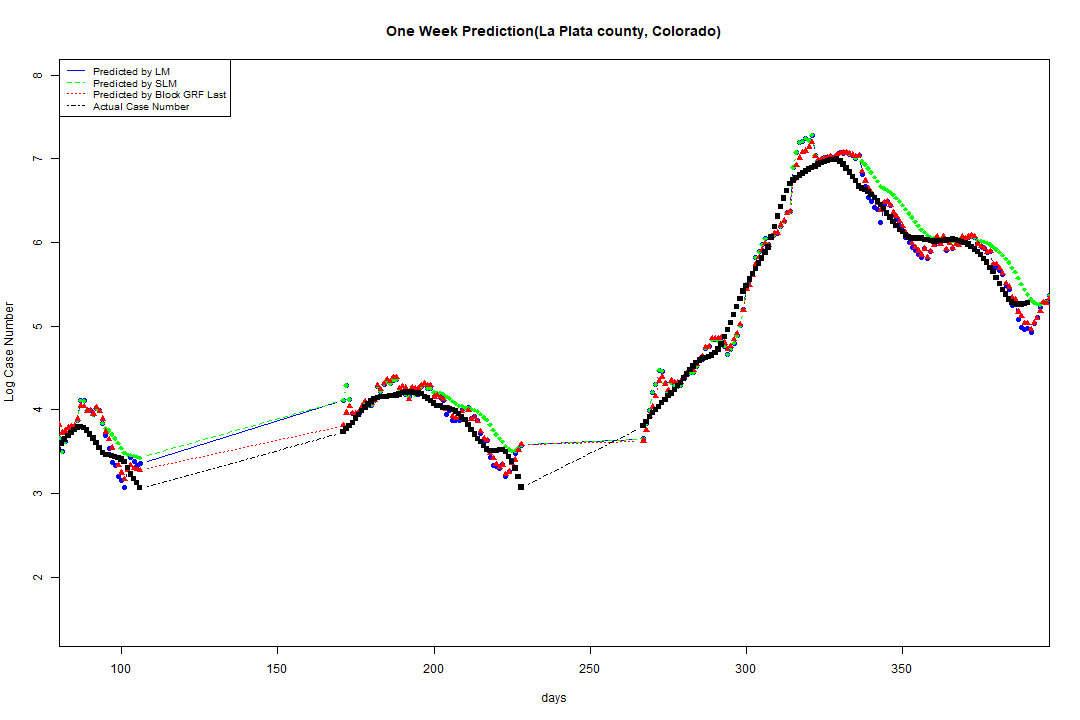 One Week Prediction(La Plata county, Colorado)
Predicted by LM
Predicted by SLM
Predicted by Block GRF Last
Actual Case Number
8
7
6
5
4
3
2
Log Case Number
100
150
200
250
300
350
days